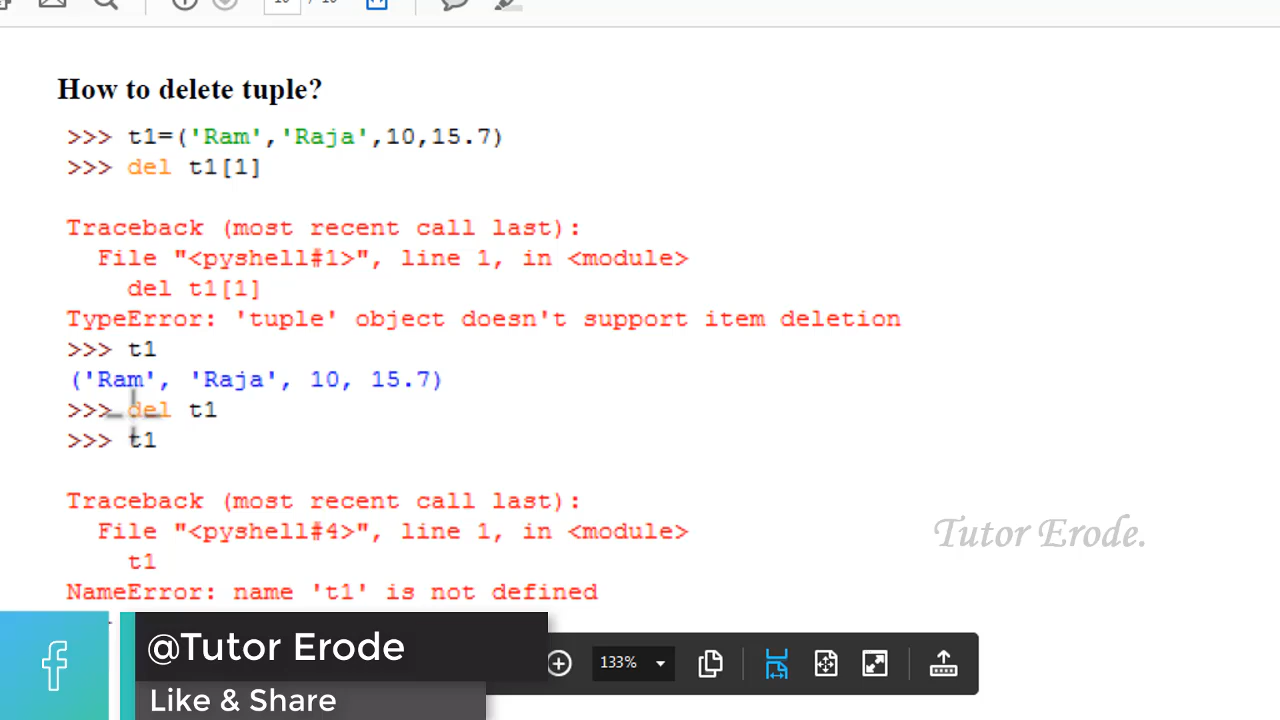 How to delete tuple?
>>> t1=('Ram','Raja',10,15.7)
>>> del t1[1]
Traceback (most recent call last):
  File "<pyshell#1>", line 1, in <module>
    del t1[1]
TypeError: 'tuple' object doesn't support item deletion
>>> t1
('Ram', 'Raja', 10, 15.7)
>>> del t1
>>> t1
Traceback (most recent call last):
  File "<pyshell#4>", line 1, in <module>
    t1
NameError: name 't1' is not defined
Tutor Erode.
@Tutor Erode
Like & Share
133%